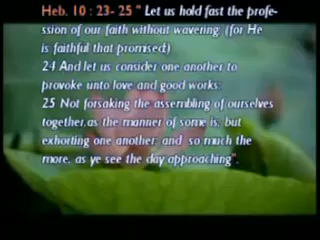 Heb. 10 : 23- 25 " Let us hold fast the profe-
ssion of our faith without wavering; (for He
is faithful that promised;)
24 And let us consider one another to
provoke unto love and good works:
25 Not forsaking the assembling of ourselves
together,as the manner of some is; but
exhorting one another: and so much the
more, as ye see the day approaching".